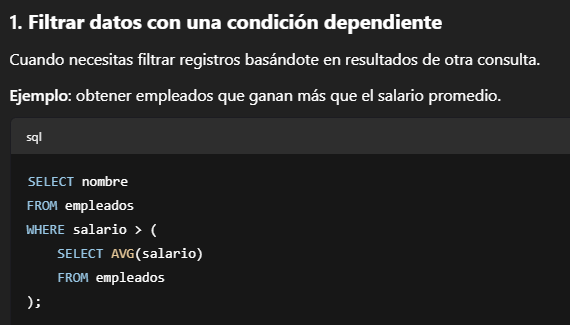 1. Filtrar datos con una condición dependiente
Cuando necesitas filtrar registros basándote en resultados de otra consulta.
Ejemplo: obtener empleados que ganan más que el salario promedio.
sql
SELECT nombre
FROM empleados
WHERE salario > (
    SELECT AVG(salario)
    FROM empleados
);